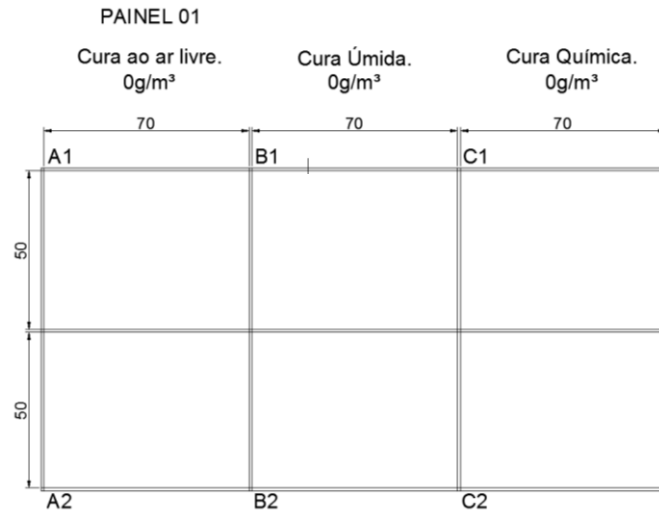 PAINEL 01
Cura ao ar livre.
0g/m³
Cura Úmida.
0g/m³
Cura Química.
0g/m³
70
70
70
A1
B1
C1
50
50
A2
B2
C2